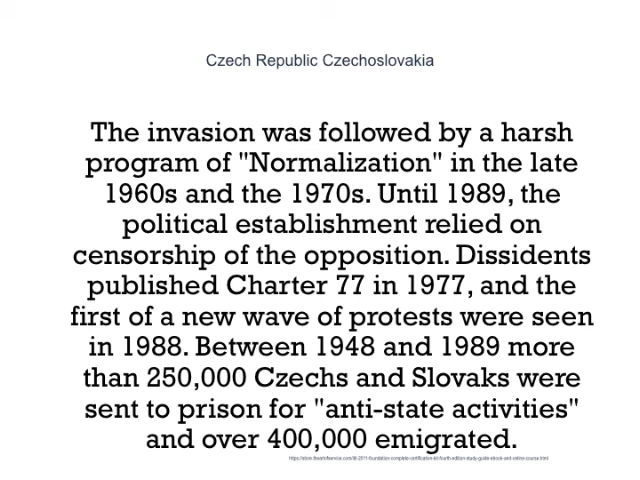 Czech Republic Czechoslovakia
The invasion was followed by a harsh
program of "Normalization" in the late
1960s and the 1970s. Until 1989, the
political establishment relied on
censorship of the opposition. Dissidents
published Charter 77 in 1977, and the
first of a new wave of protests were seen
in 1988. Between 1948 and 1989 more
than 250,000 Czechs and Slovaks were
sent to prison for "anti-state activities"
and over 400,000 emigrated.